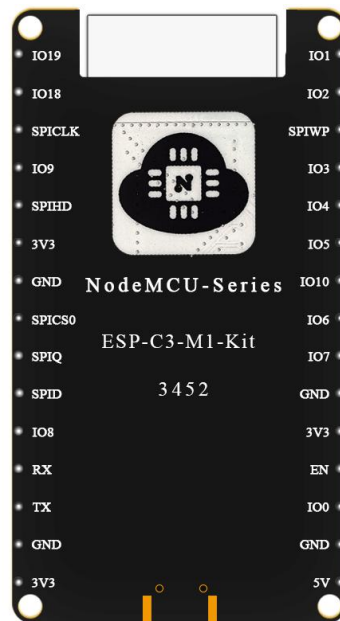 IO19 IO1
IO18 IO2
SPICLK SPIWP
IO9 IO3
SPIHD IO4
3V3 IO5
GND IO10
NodeMCU-Series
SPICS0 IO6
ESP-C3-M1-Kit
SPIQ IO7
3452
SPID GND
IO8 3V3
RX EN
TX IO0
GND GND
3V3 5V